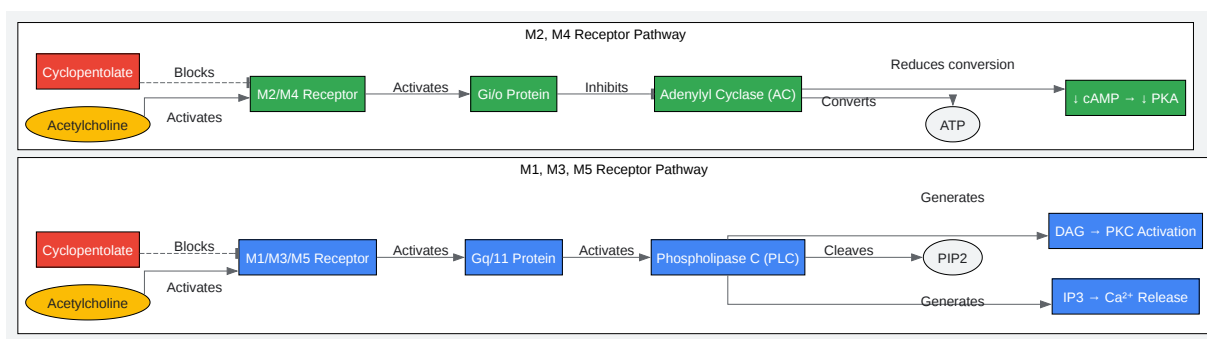 M2, M4 Receptor Pathway
Cyclopentolate
Blocks
Acetylcholine
Activates
M2/M4 Receptor
Activates
Gi/o Protein
Inhibits
Adenylyl Cyclase (AC)
Reduces conversion
Converts
ATP
↓ cAMP → ↓ PKA
M1, M3, M5 Receptor Pathway
Cyclopentolate
Blocks
Acetylcholine
Activates
M1/M3/M5 Receptor
Activates
Gq/11 Protein
Activates
Phospholipase C (PLC)
Cleaves
PIP2
Generates
DAG → PKC Activation
Generates
IP3 → Ca²⁺ Release